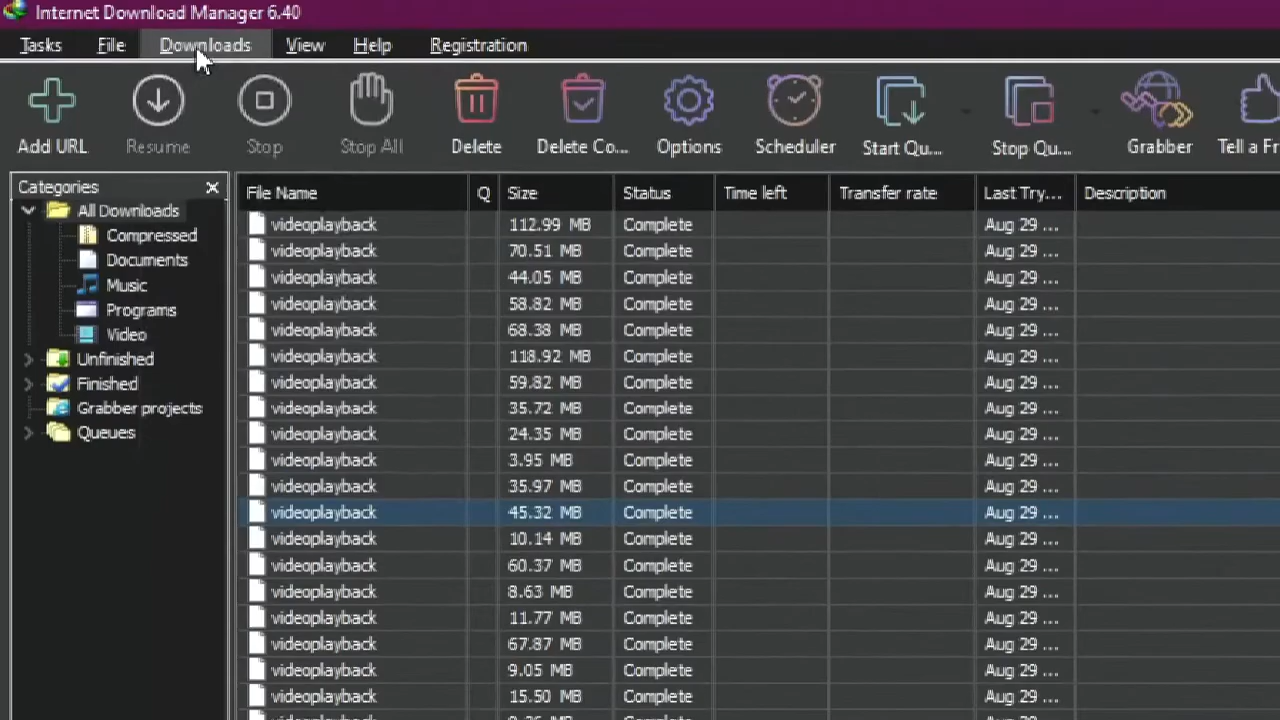 Internet Download Manager 6.40
Tasks File Downloads View Help Registration
Add URL Resume Stop Stop All Delete Delete Co... Options Scheduler Start Qu... Stop Qu... Grabber Tell a Fr
Categories
All Downloads
Compressed
Documents
Music
Programs
Video
Unfinished
Finished
Grabber projects
Queues
File Name Q Size Status Time left Transfer rate Last Try... Description
videoplayback 112.99 MB Complete Aug 29 ...
videoplayback 70.51 MB Complete Aug 29 ...
videoplayback 44.05 MB Complete Aug 29 ...
videoplayback 58.82 MB Complete Aug 29 ...
videoplayback 68.38 MB Complete Aug 29 ...
videoplayback 118.92 MB Complete Aug 29 ...
videoplayback 59.82 MB Complete Aug 29 ...
videoplayback 35.72 MB Complete Aug 29 ...
videoplayback 24.35 MB Complete Aug 29 ...
videoplayback 3.95 MB Complete Aug 29 ...
videoplayback 35.97 MB Complete Aug 29 ...
videoplayback 45.32 MB Complete Aug 29 ...
videoplayback 10.14 MB Complete Aug 29 ...
videoplayback 60.37 MB Complete Aug 29 ...
videoplayback 8.63 MB Complete Aug 29 ...
videoplayback 11.77 MB Complete Aug 29 ...
videoplayback 67.87 MB Complete Aug 29 ...
videoplayback 9.05 MB Complete Aug 29 ...
videoplayback 15.50 MB Complete Aug 29 ...